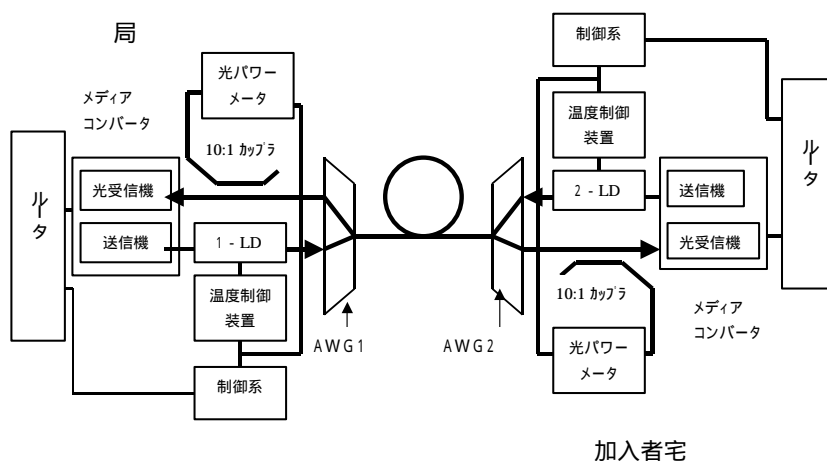 局
光パワー
メータ
メディア
コンバータ
10:1 カップラ
ルータ
光受信機
送信機
1 - LD
温度制御
装置
制御系
AWG1
AWG2
制御系
温度制御
装置
2 - LD
送信機
光受信機
ルータ
10:1 カップラ
メディア
コンバータ
光パワー
メータ
加入者宅